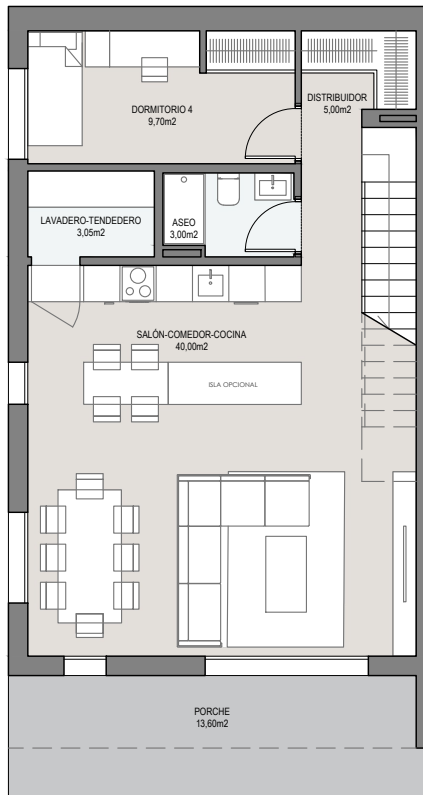 DORMITORIO 4
9,70m2
DISTRIBUIDOR
5,00m2
LAVADERO-TENDEDERO
3,05m2
ASEO
3,00m2
SALÓN-COMEDOR-COCINA
40,00m2
ISLA OPCIONAL
PORCHE
13,60m2